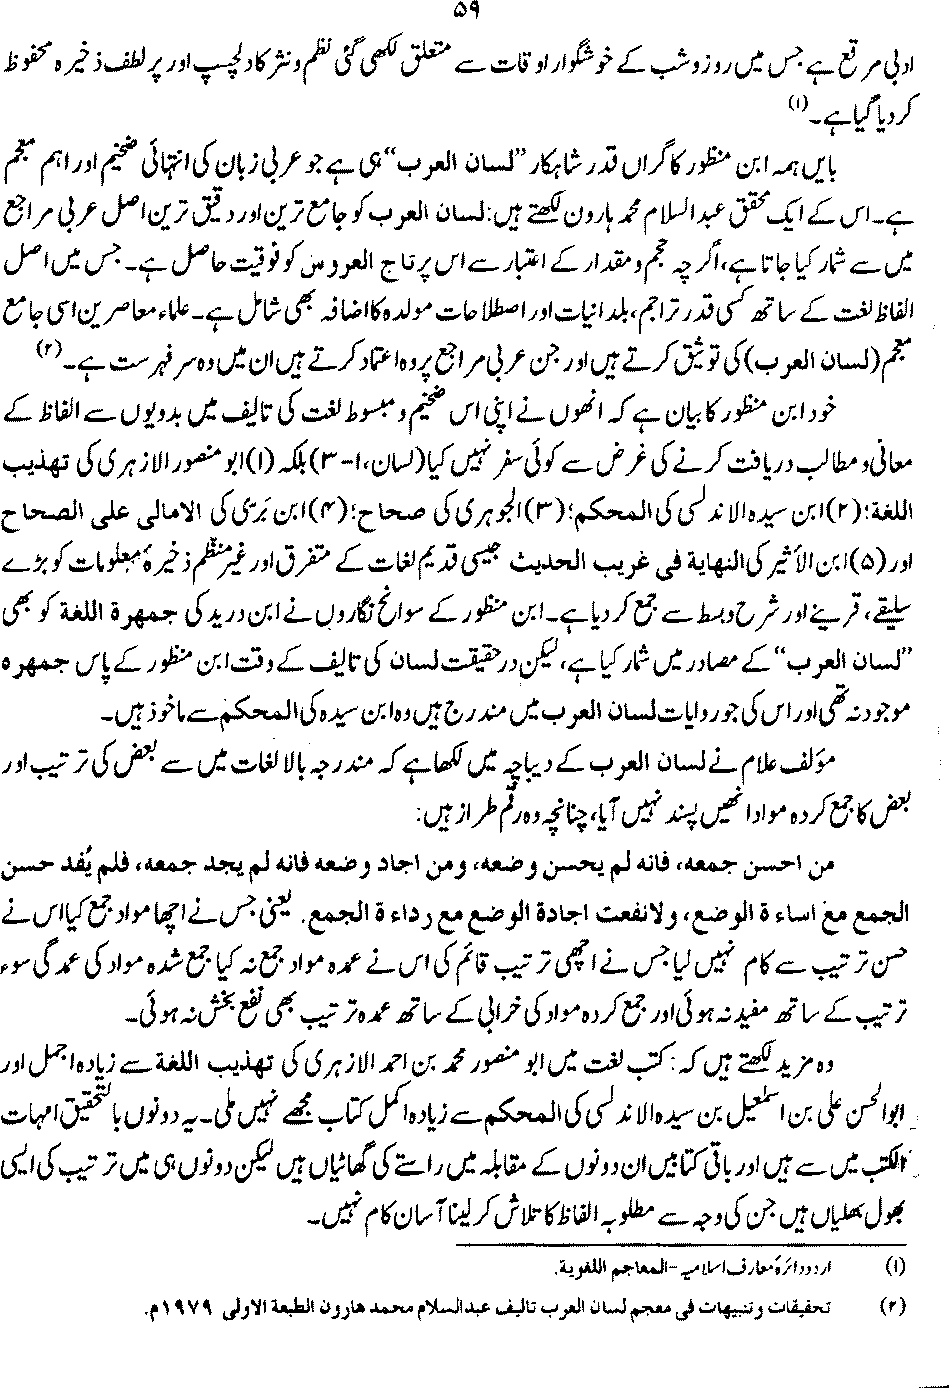 ۵۹
ادبی مرقع ہے جس میں روز و شب کے خوشگوار اوقات سے متعلق لکھی گئی نظم و نثر کا دلچسپ اور پر لطف ذخیرہ محفوظ
کر دیا گیا ہے۔(۱)
بایں ہمہ ابن منظور کا گراں قدر شاہکار ”لسان العرب“ ہی ہے جو عربی زبان کی انتہائی ضخیم اور اہم معجم
ہے۔ اس کے ایک محقق عبدالسلام محمد ہارون لکھتے ہیں: لسان العرب کو جامع ترین اور دقیق ترین اصل عربی مراجع
میں سے شمار کیا جاتا ہے، اگرچہ حجم و مقدار کے اعتبار سے اس پر تاج العروس کو فوقیت حاصل ہے۔ جس میں اصل
الفاظ لغت کے ساتھ کسی قدر تراجم، بلدانیات اور اصطلاحات مولدہ کا اضافہ بھی شامل ہے۔ علماء معاصرین اسی جامع
معجم (لسان العرب) کی توثیق کرتے ہیں اور جن عربی مراجع پر وہ اعتماد کرتے ہیں ان میں وہ سر فہرست ہے۔(۲)
خود ابن منظور کا بیان ہے کہ انھوں نے اپنی اس ضخیم و مبسوط لغت کی تالیف میں بدویوں سے الفاظ کے
معانی و مطالب دریافت کرنے کی غرض سے کوئی سفر نہیں کیا (لسان، ۱-۳) بلکہ (۱) ابو منصور الازہری کی تھذیب
اللغة؛ (۲) ابن سیدہ الاندلسی کی المحکم؛ (۳) الجوہری کی صحاح؛ (۴) ابن بَرّی کی الامالی علی الصحاح
اور (۵) ابن الأثیر کی النھایة فی غریب الحدیث جیسی قدیم لغات کے متفرق اور غیر منظّم ذخیرۂ معلومات کو بڑے
سلیقے، قرینے اور شرح و بسط سے جمع کر دیا ہے۔ ابن منظور کے سوانح نگاروں نے ابن درید کی جمھرة اللغة کو بھی
”لسان العرب“ کے مصادر میں شمار کیا ہے، لیکن در حقیقت لسان کی تالیف کے وقت ابن منظور کے پاس جمھرہ
موجود نہ تھی اور اس کی جو روایات لسان العرب میں مندرج ہیں وہ ابن سیدہ کی المحکم سے ماخوذ ہیں۔
مؤلف علام نے لسان العرب کے دیباچہ میں لکھا ہے کہ مندرجہ بالا لغات میں سے بعض کی ترتیب اور
بعض کا جمع کردہ مواد انھیں پسند نہیں آیا، چنانچہ وہ رقم طراز ہیں:
من احسن جمعه، فانه لم یحسن وضعه، ومن اجاد وضعه فانه لم یجد جمعه، فلم یُفد حسن
الجمع مع اساءة الوضع، ولانفعت اجادة الوضع مع رداءة الجمع. یعنی جس نے اچھا مواد جمع کیا اس نے
حسن ترتیب سے کام نہیں لیا جس نے اچھی ترتیب قائم کی اس نے عمدہ مواد جمع نہ کیا جمع شدہ مواد کی عمدگی سوء
ترتیب کے ساتھ مفید نہ ہوئی اور جمع کردہ مواد کی خرابی کے ساتھ عمدہ ترتیب بھی نفع بخش نہ ہوئی۔
وہ مزید لکھتے ہیں کہ: کتب لغت میں ابو منصور محمد بن احمد الازہری کی تھذیب اللغة سے زیادہ اجمل اور
ابوالحسن علی بن اسمٰعیل بن سیدہ الاندلسی کی المحکم سے زیادہ اکمل کتاب مجھے نہیں ملی۔ یہ دونوں بالتحقیق امہات
الکتب میں سے ہیں اور باقی کتابیں ان دونوں کے مقابلہ میں راستے کی گھاٹیاں ہیں لیکن دونوں ہی میں ترتیب کی ایسی
بھول بھلیاں ہیں جن کی وجہ سے مطلوبہ الفاظ کا تلاش کر لینا آسان کام نہیں۔
(۱) اردو دائرۂ معارف اسلامیہ – المعاجم اللغویة.
(۲) تحقیقات وتنبیھات فی معجم لسان العرب تالیف عبدالسلام محمد ھارون الطبعة الاولی ۱۹۷۹م.